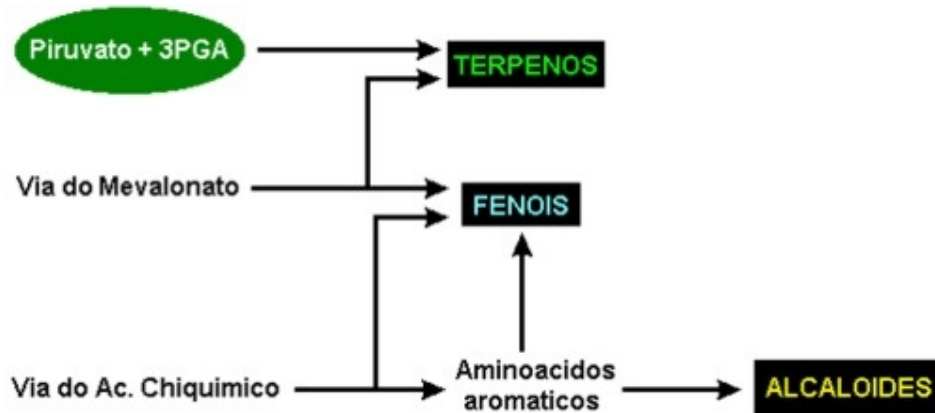 Piruvato + 3PGA
TERPENOS
Via do Mevalonato
FENOIS
Via do Ac. Chiquimico
Aminoacidos
aromaticos
ALCALOIDES